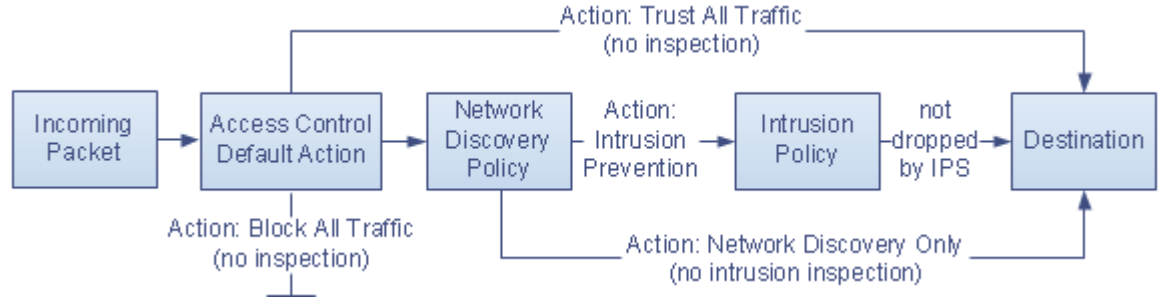 Action: Trust All Traffic
(no inspection)
Incoming
Packet
Access Control
Default Action
Network
Discovery
Policy
Action:
Intrusion
Prevention
Intrusion
Policy
not
dropped
by IPS
Destination
Action: Block All Traffic
(no inspection)
Action: Network Discovery Only
(no intrusion inspection)